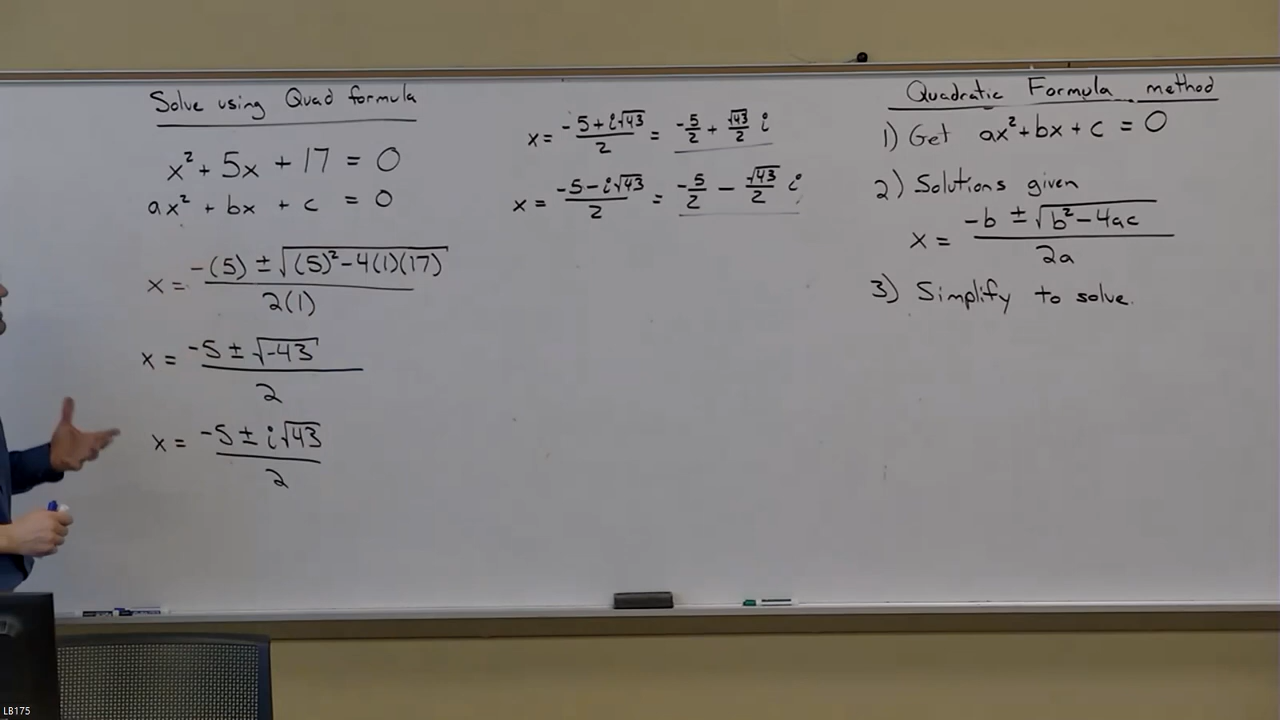 Solve using Quad formula
x² + 5x + 17 = 0
ax² + bx + c = 0
x = -(5) ± √((5)² - 4(1)(17)) / 2(1)
x = -5 ± √-43 / 2
x = -5 ± i√43 / 2
x = -5 + i√43 / 2 = -5/2 + √43/2 i
x = -5 - i√43 / 2 = -5/2 - √43/2 i
Quadratic Formula method
1) Get ax² + bx + c = 0
2) Solutions given
x = -b ± √(b² - 4ac) / 2a
3) Simplify to solve.
LB175